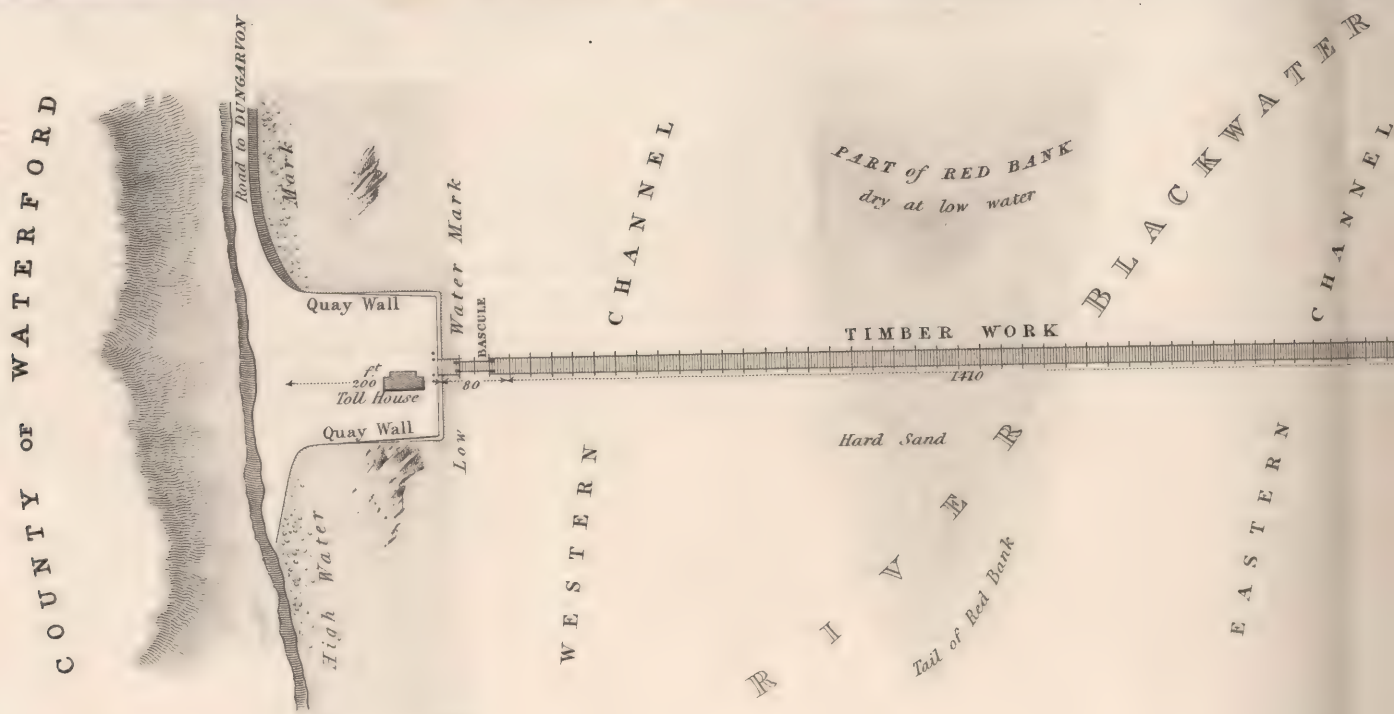 COUNTY OF WATERFORD
Road to DUNGARVON
High Water
Mark
Quay Wall
200 ft
Toll House
Quay Wall
Low
Water Mark
BASCULE
80
WESTERN
CHANNEL
PART of RED BANK
dry at low water
TIMBER WORK
1410
Hard Sand
RIVER
BLACKWATER
Tail of Red Bank
EASTERN
CHANNEL